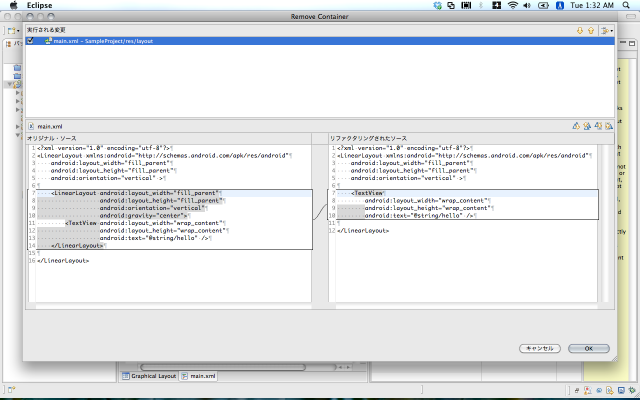 Eclipse
Tue 1:32 AM
Remove Container
実行される変更
main.xml – SampleProject/res/layout
main.xml
オリジナル・ソース
1 <?xml version="1.0" encoding="utf-8"?>
2 <LinearLayout xmlns:android="http://schemas.android.com/apk/res/android"
3 android:layout_width="fill_parent"
4 android:layout_height="fill_parent"
5 android:orientation="vertical" >
6
7 <LinearLayout android:layout_width="fill_parent"
8 android:layout_height="fill_parent"
9 android:orientation="vertical"
10 android:gravity="center">
11 <TextView android:layout_width="wrap_content"
12 android:layout_height="wrap_content"
13 android:text="@string/hello" />
14 </LinearLayout>
15
16 </LinearLayout>
リファクタリングされたソース
1 <?xml version="1.0" encoding="utf-8"?>
2 <LinearLayout xmlns:android="http://schemas.android.com/apk/res/android"
3 android:layout_width="fill_parent"
4 android:layout_height="fill_parent"
5 android:orientation="vertical" >
6
7 <TextView
8 android:layout_width="wrap_content"
9 android:layout_height="wrap_content"
10 android:text="@string/hello" />
11
12 </LinearLayout>
キャンセル
OK
Graphical Layout
main.xml